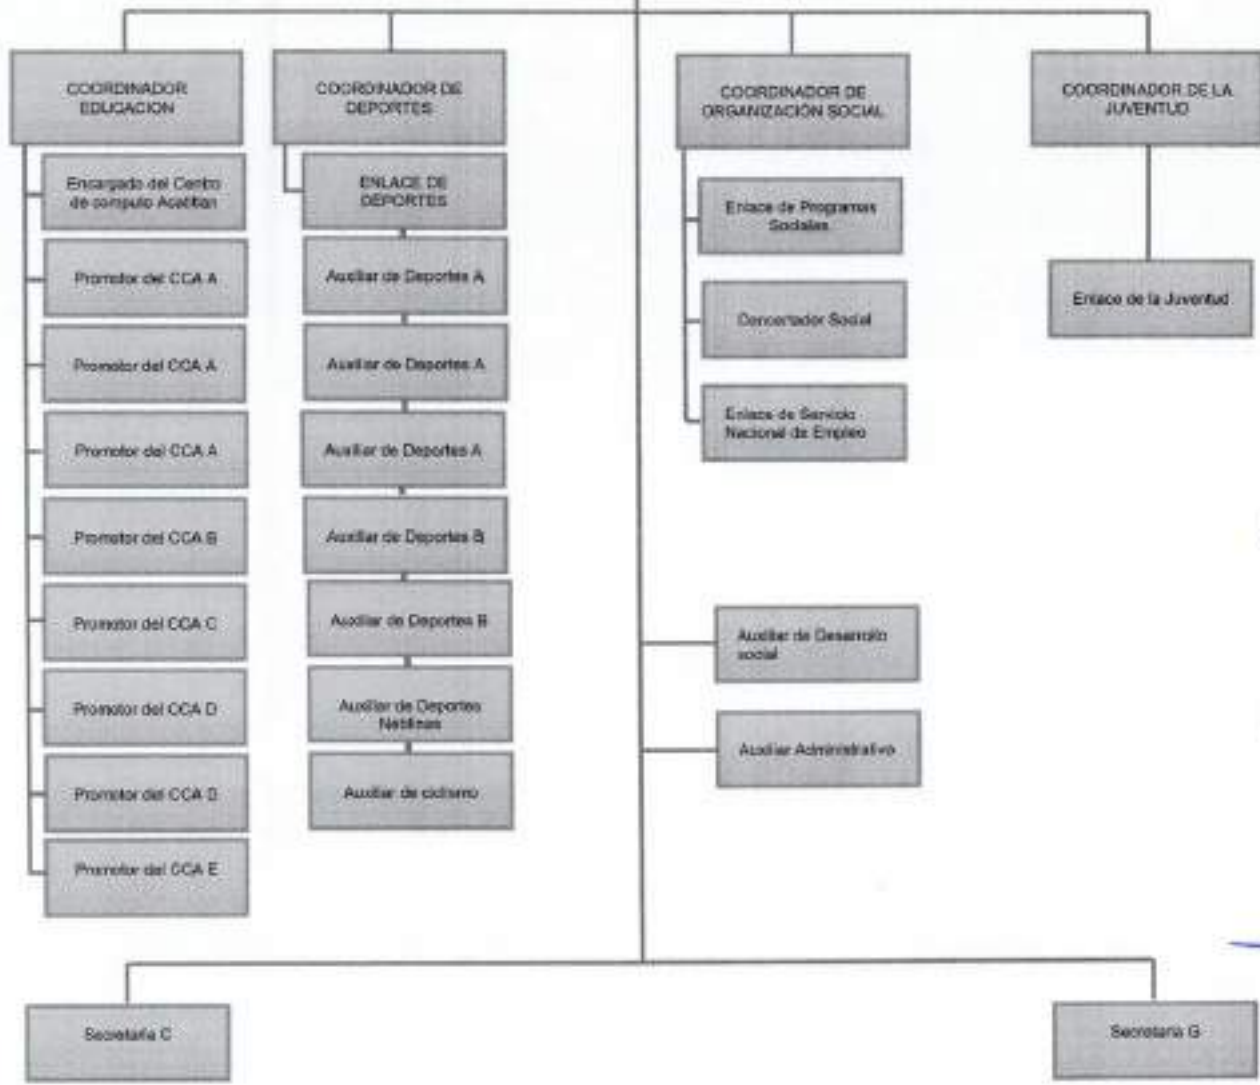 COORDINADOR
EDUCACION
COORDINADOR DE
DEPORTES
COORDINADOR DE
ORGANIZACIÓN SOCIAL
COORDINADOR DE LA
JUVENTUD
Encargado del Centro
de computo Acatitlan
Promotor del CCA A
Promotor del CCA A
Promotor del CCA A
Promotor del CCA B
Promotor del CCA C
Promotor del CCA D
Promotor del CCA D
Promotor del CCA E
ENLACE DE
DEPORTES
Auxiliar de Deportes A
Auxiliar de Deportes A
Auxiliar de Deportes A
Auxiliar de Deportes B
Auxiliar de Deportes B
Auxiliar de Deportes
Neblinas
Auxiliar de ciclismo
Enlace de Programas
Sociales
Concertador Social
Enlace de Servicio
Nacional de Empleo
Enlace de la Juventud
Auxiliar de Desarrollo
social
Auxiliar Administrativo
Secretaria C
Secretaria G